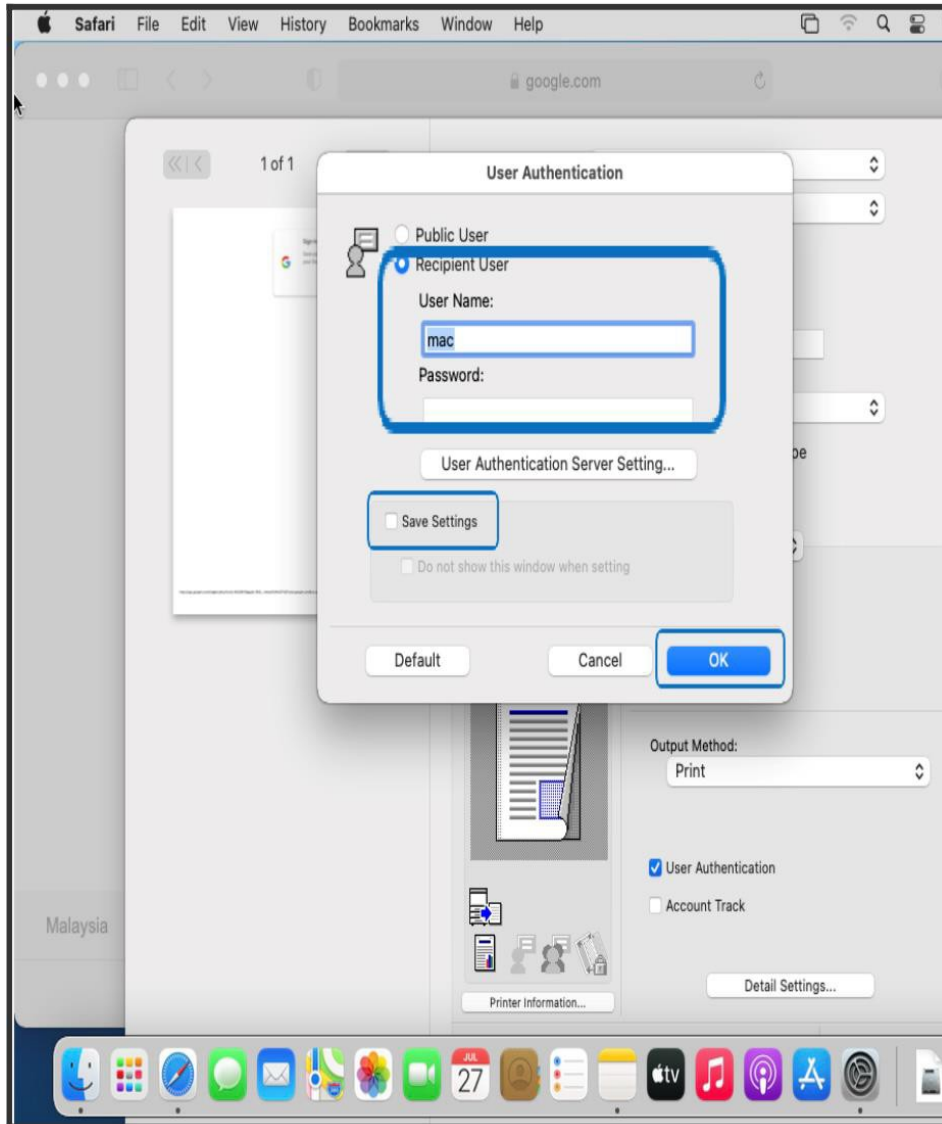 Safari File Edit View History Bookmarks Window Help
google.com
1 of 1
User Authentication
Public User
Recipient User
User Name:
mac
Password:
User Authentication Server Setting...
be
Save Settings
Do not show this window when setting
Default Cancel OK
Output Method:
Print
User Authentication
Account Track
Malaysia
Detail Settings...
Printer Information...
JUL
27
tv